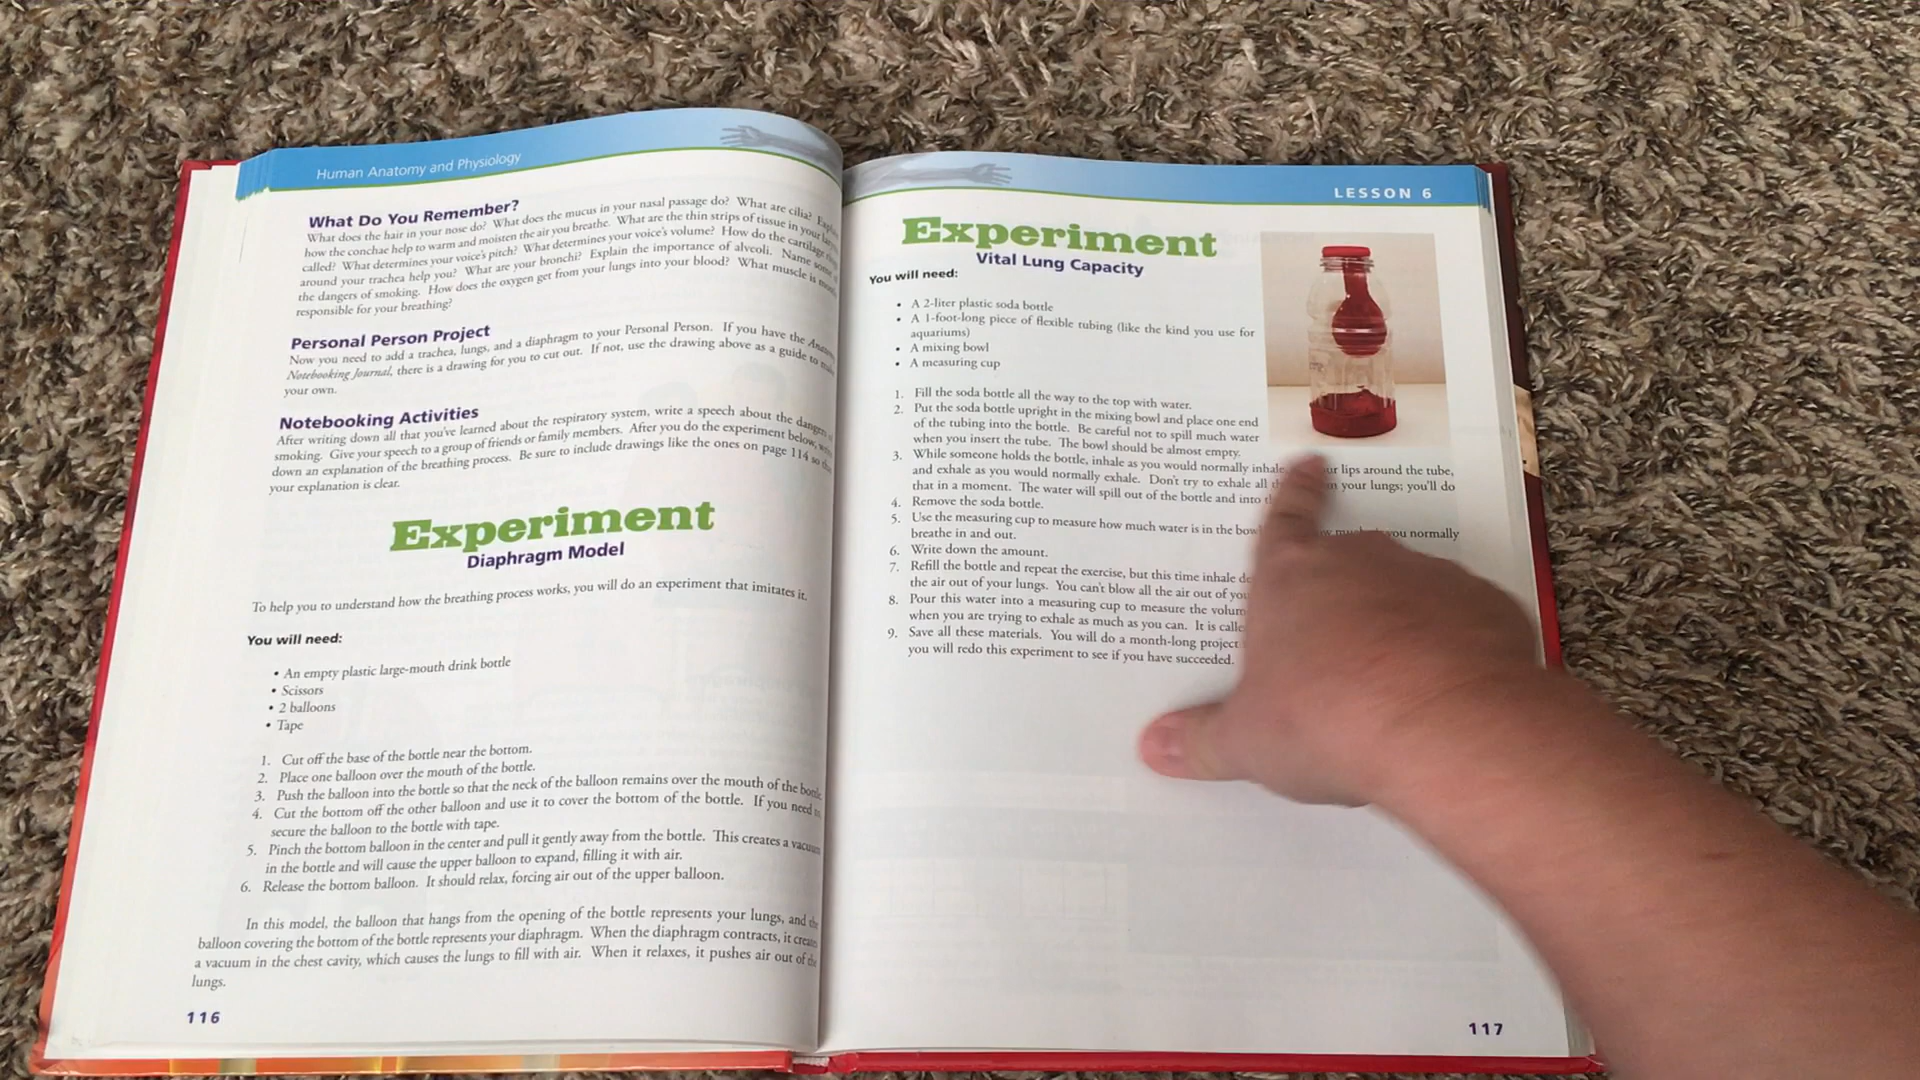 Human Anatomy and Physiology
What Do You Remember?
What does the hair in your nose do? What does the mucus in your nasal passage do? What are cilia?
how the conchae help to warm and moisten the air you breathe. What are the thin strips of tissue in your
called? What determines your voice's pitch? What determines your voice's volume? How do the cartilage
around your trachea help you? What are your bronchi? Explain the importance of alveoli. Name some
the dangers of smoking. How does the oxygen get from your lungs into your blood? What muscle is
responsible for your breathing?
Personal Person Project
Now you need to add a trachea, lungs, and a diaphragm to your Personal Person. If you have the
Notebooking Journal, there is a drawing for you to cut out. If not, use the drawing above as a guide to
your own.
Notebooking Activities
After writing down all that you've learned about the respiratory system, write a speech about the
smoking. Give your speech to a group of friends or family members. After you do the experiment below,
down an explanation of the breathing process. Be sure to include drawings like the ones on page 114 so
your explanation is clear.
Experiment
Diaphragm Model
To help you to understand how the breathing process works, you will do an experiment that imitates it.
You will need:
• An empty plastic large-mouth drink bottle
• Scissors
• 2 balloons
• Tape
1. Cut off the base of the bottle near the bottom.
2. Place one balloon over the mouth of the bottle.
3. Push the balloon into the bottle so that the neck of the balloon remains over the mouth of the
4. Cut the bottom off the other balloon and use it to cover the bottom of the bottle. If you need
secure the balloon to the bottle with tape.
5. Pinch the bottom balloon in the center and pull it gently away from the bottle. This creates a vacuum
in the bottle and will cause the upper balloon to expand, filling it with air.
6. Release the bottom balloon. It should relax, forcing air out of the upper balloon.
In this model, the balloon that hangs from the opening of the bottle represents your lungs, and the
balloon covering the bottom of the bottle represents your diaphragm. When the diaphragm contracts, it
a vacuum in the chest cavity, which causes the lungs to fill with air. When it relaxes, it pushes air out of the
lungs.
116
LESSON 6
Experiment
Vital Lung Capacity
You will need:
• A 2-liter plastic soda bottle
• A 1-foot-long piece of flexible tubing (like the kind you use for
aquariums)
• A mixing bowl
• A measuring cup
1. Fill the soda bottle all the way to the top with water.
2. Put the soda bottle upright in the mixing bowl and place one end
of the tubing into the bottle. Be careful not to spill much water
when you insert the tube. The bowl should be almost empty.
3. While someone holds the bottle, inhale as you would normally inhale, lips around the tube,
and exhale as you would normally exhale. Don't try to exhale all your lungs; you'll do
that in a moment. The water will spill out of the bottle and into
4. Remove the soda bottle.
5. Use the measuring cup to measure how much water is in the you normally
breathe in and out.
6. Write down the amount.
7. Refill the bottle and repeat the exercise, but this time inhale
the air out of your lungs. You can't blow all the air out of
8. Pour this water into a measuring cup to measure the
when you are trying to exhale as much as you can. It is
9. Save all these materials. You will do a month-long project
you will redo this experiment to see if you have succeeded.
117